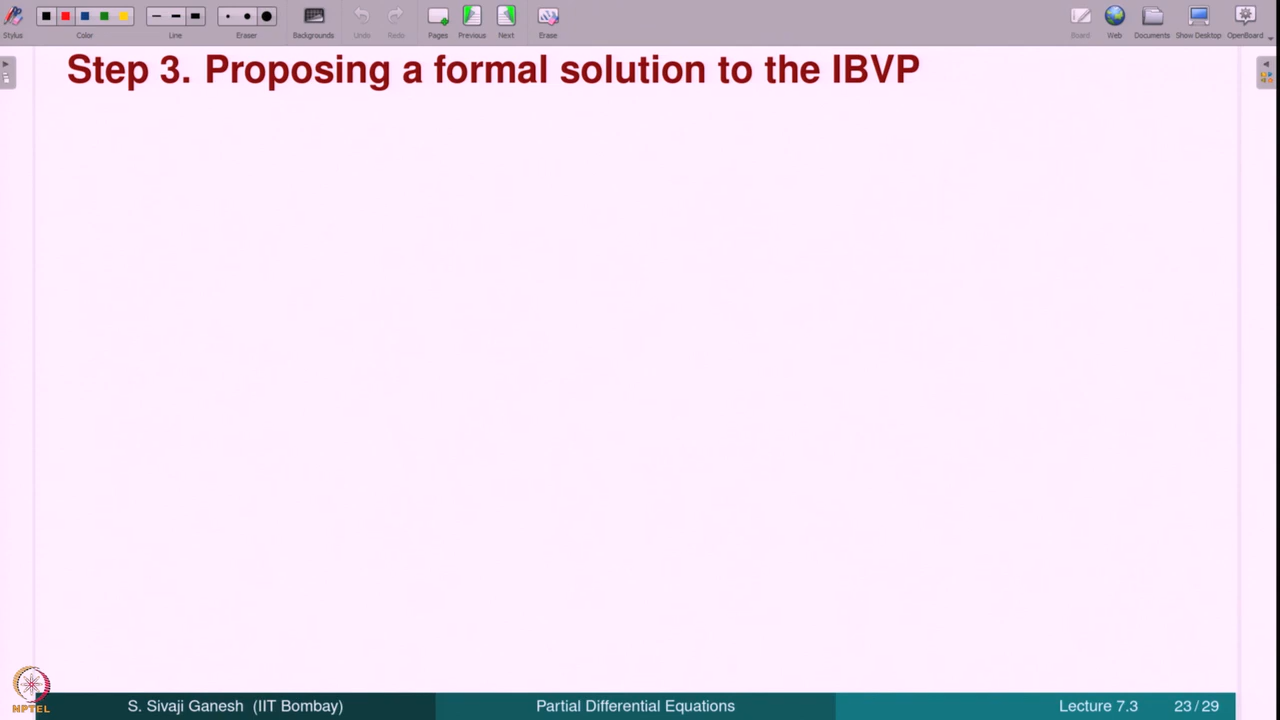 Stylus
Color
Line
Eraser
Backgrounds
Undo
Redo
Pages
Previous
Next
Erase
Board
Web
Documents
Show Desktop
OpenBoard
Step 3. Proposing a formal solution to the IBVP
NPTEL
S. Sivaji Ganesh (IIT Bombay)
Partial Differential Equations
Lecture 7.3
23/29